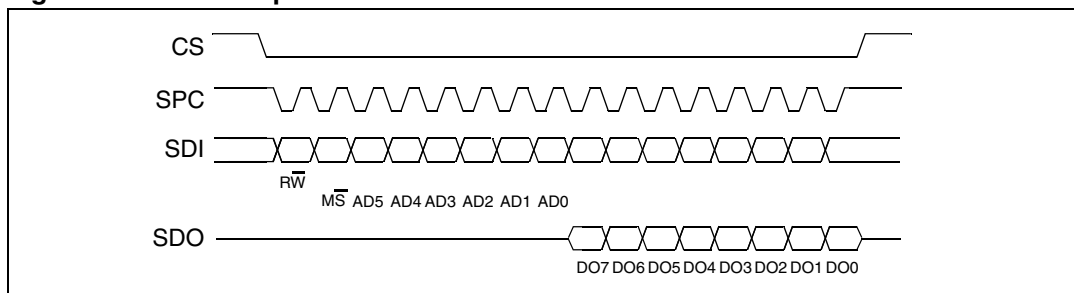 CS
SPC
SDI
RW̅
MS̅ AD5 AD4 AD3 AD2 AD1 AD0
SDO
DO7 DO6 DO5 DO4 DO3 DO2 DO1 DO0